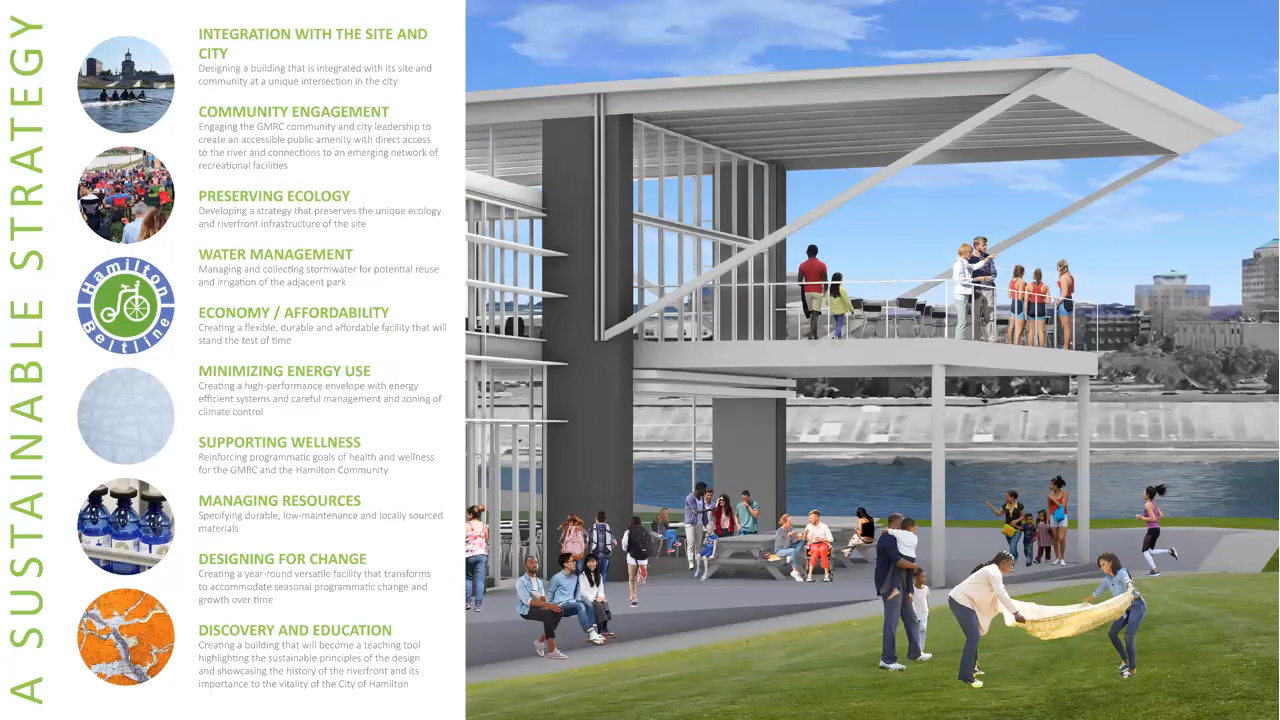 A SUSTAINABLE STRATEGY
Hamilton
Beltline
INTEGRATION WITH THE SITE AND
CITY
Designing a building that is integrated with its site and
community at a unique intersection in the city
COMMUNITY ENGAGEMENT
Engaging the GMRC community and city leadership to
create an accessible public amenity with direct access
to the river and connections to an emerging network of
recreational facilities
PRESERVING ECOLOGY
Developing a strategy that preserves the unique ecology
and riverfront infrastructure of the site
WATER MANAGEMENT
Managing and collecting stormwater for potential reuse
and irrigation of the adjacent park
ECONOMY / AFFORDABILITY
Creating a flexible, durable and affordable facility that will
stand the test of time
MINIMIZING ENERGY USE
Creating a high-performance envelope with energy
efficient systems and careful management and zoning of
climate control
SUPPORTING WELLNESS
Reinforcing programmatic goals of health and wellness
for the GMRC and the Hamilton Community
MANAGING RESOURCES
Specifying durable, low-maintenance and locally sourced
materials
DESIGNING FOR CHANGE
Creating a year-round versatile facility that transforms
to accommodate seasonal programmatic change and
growth over time
DISCOVERY AND EDUCATION
Creating a building that will become a teaching tool
highlighting the sustainable principles of the design
and showcasing the history of the riverfront and its
importance to the vitality of the City of Hamilton